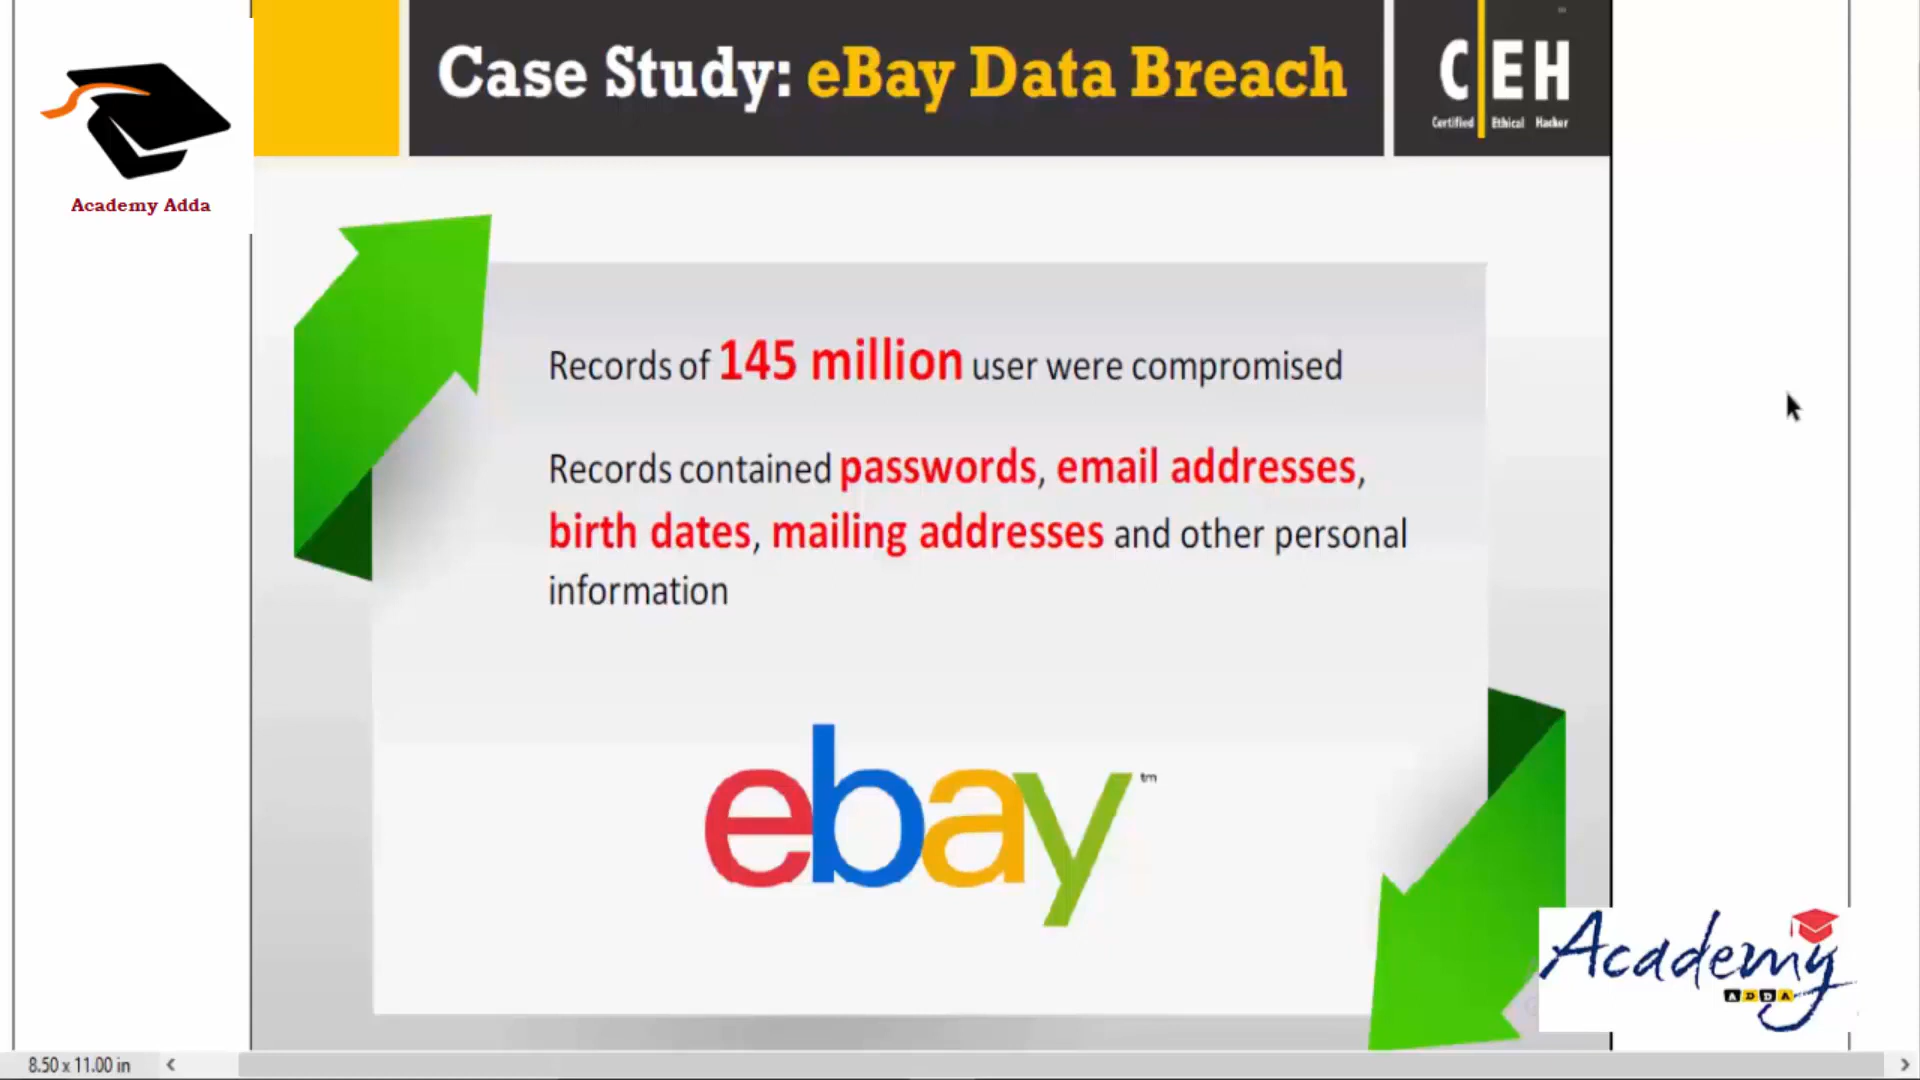 Case Study: eBay Data Breach
CEH
Certified Ethical Hacker
Academy Adda
Records of 145 million user were compromised
Records contained passwords, email addresses,
birth dates, mailing addresses and other personal
information
ebay™
Academy
ADDA
8.50 x 11.00 in